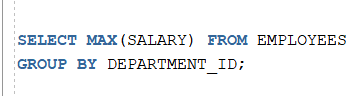 SELECT MAX(SALARY) FROM EMPLOYEES
GROUP BY DEPARTMENT_ID;